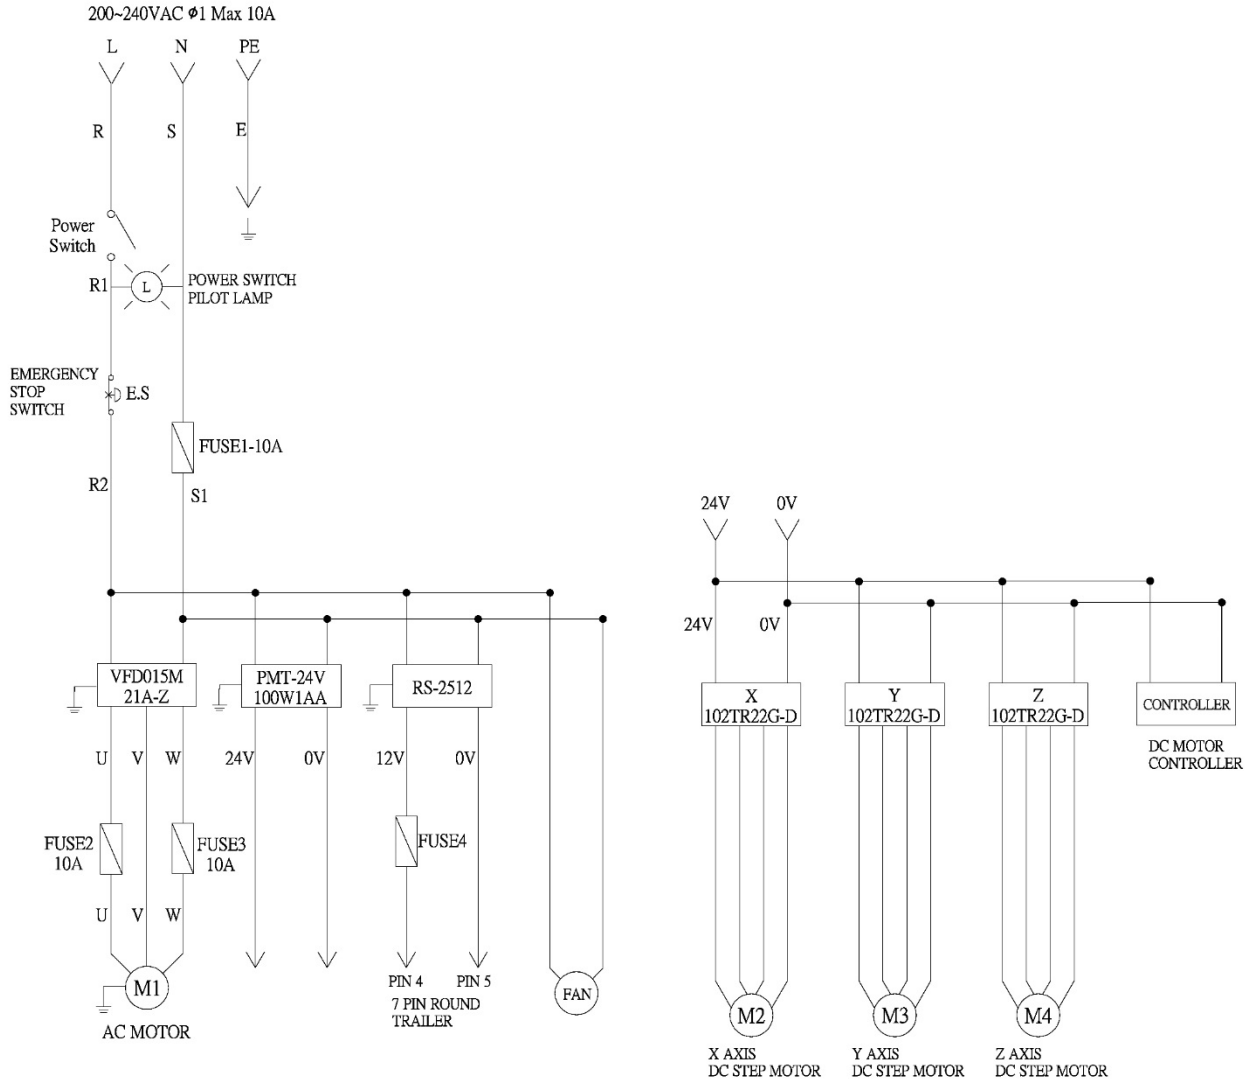 200~240VAC Φ1 Max 10A
L N PE
R S E
Power
Switch
R1
L
POWER SWITCH
PILOT LAMP
EMERGENCY
STOP
SWITCH
E.S
FUSE1-10A
R2
S1
24V 0V
24V 0V
VFD015M
21A-Z
PMT-24V
100W1AA
RS-2512
X
102TR22G-D
Y
102TR22G-D
Z
102TR22G-D
CONTROLLER
DC MOTOR
CONTROLLER
U V W 24V 0V 12V 0V
FUSE2
10A
FUSE3
10A
FUSE4
U V W
M1
AC MOTOR
PIN 4 PIN 5
7 PIN ROUND
TRAILER
FAN
M2
X AXIS
DC STEP MOTOR
M3
Y AXIS
DC STEP MOTOR
M4
Z AXIS
DC STEP MOTOR